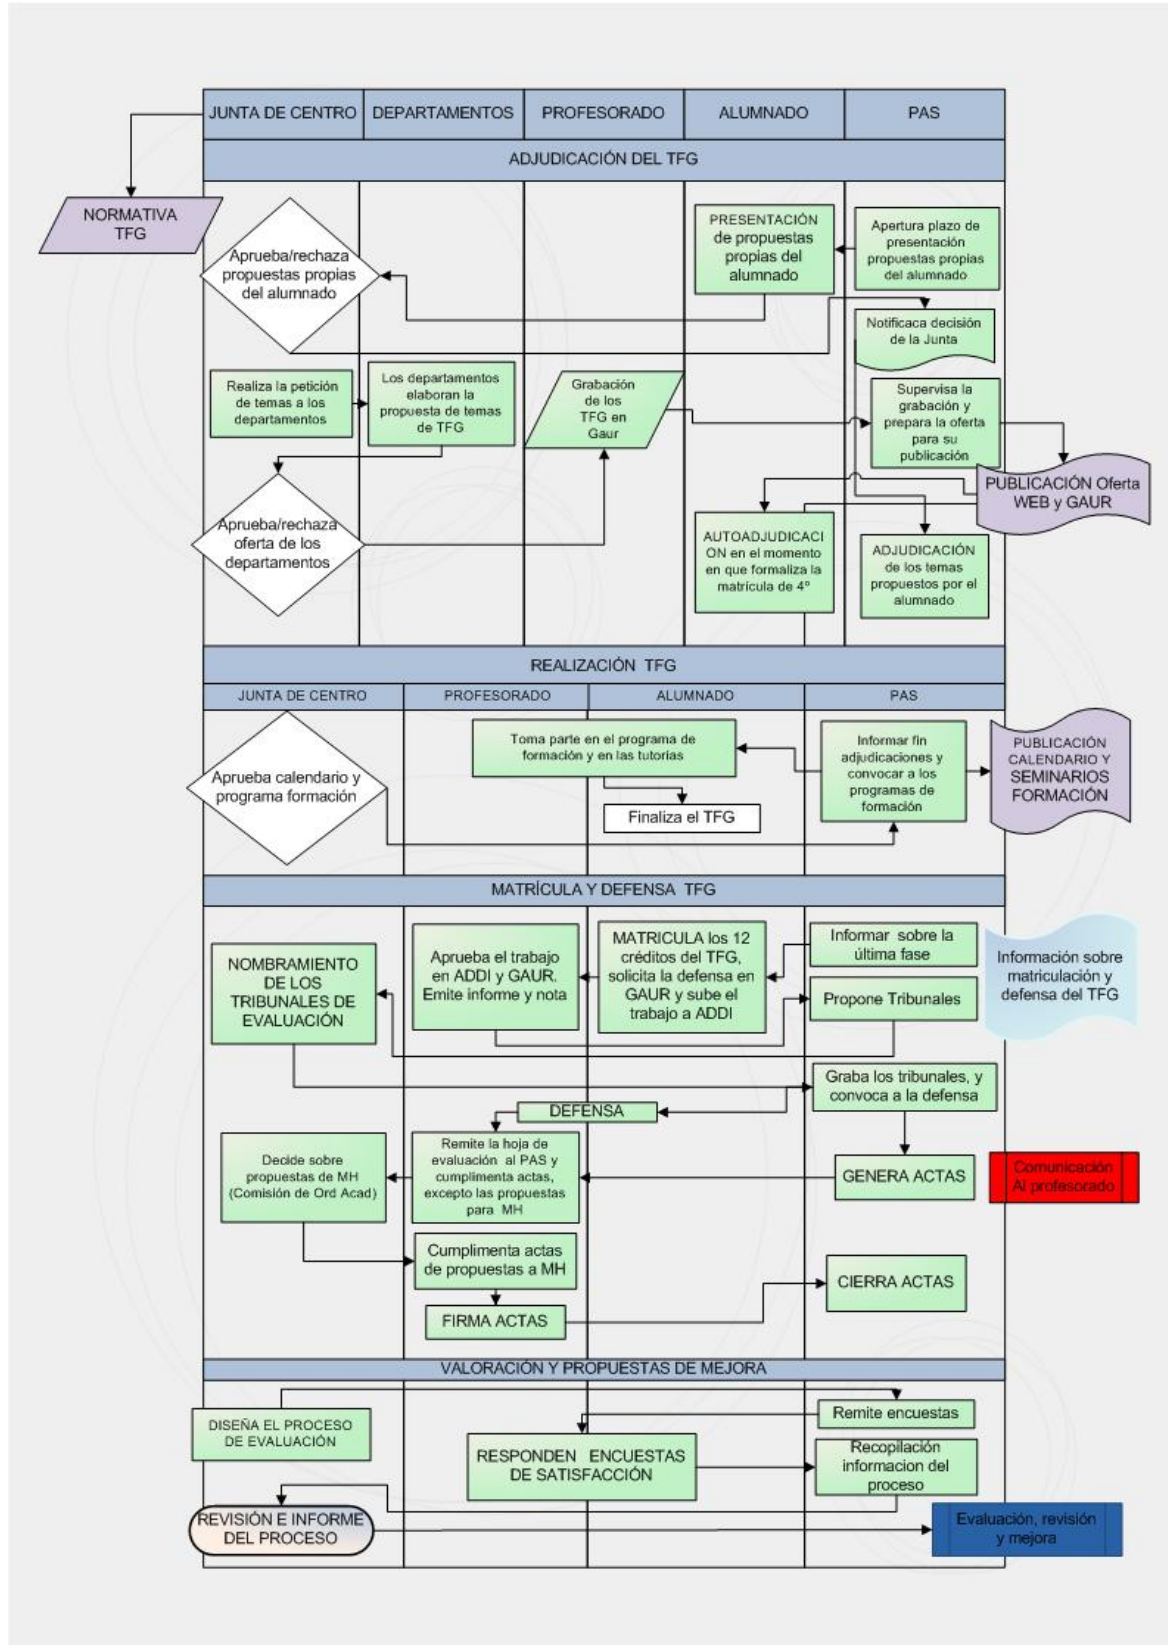 JUNTA DE CENTRO
DEPARTAMENTOS
PROFESORADO
ALUMNADO
PAS
ADJUDICACIÓN DEL TFG
NORMATIVA
TFG
Aprueba/rechaza
propuestas propias
del alumnado
PRESENTACIÓN
de propuestas
propias del
alumnado
Apertura plazo de
presentación
propuestas propias
del alumnado
Notificaca decisión
de la Junta
Realiza la petición
de temas a los
departamentos
Los departamentos
elaboran la
propuesta de temas
de TFG
Grabación
de los
TFG en
Gaur
Supervisa la
grabación y
prepara la oferta
para su
publicación
PUBLICACIÓN Oferta
WEB y GAUR
Aprueba/rechaza
oferta de los
departamentos
AUTOADJUDICACI
ON en el momento
en que formaliza la
matrícula de 4º
ADJUDICACIÓN
de los temas
propuestos por el
alumnado
REALIZACIÓN TFG
JUNTA DE CENTRO
PROFESORADO
ALUMNADO
PAS
Aprueba calendario y
programa formación
Toma parte en el programa de
formación y en las tutorias
Finaliza el TFG
Informar fin
adjudicaciones y
convocar a los
programas de
formación
PUBLICACIÓN
CALENDARIO Y
SEMINARIOS
FORMACIÓN
MATRÍCULA Y DEFENSA TFG
NOMBRAMIENTO
DE LOS
TRIBUNALES DE
EVALUACIÓN
Aprueba el trabajo
en ADDI y GAUR.
Emite informe y nota
MATRICULA los 12
créditos del TFG,
solicita la defensa en
GAUR y sube el
trabajo a ADDI
Informar sobre la
última fase
Propone Tribunales
Información sobre
matriculación y
defensa del TFG
Graba los tribunales, y
convoca a la defensa
DEFENSA
Decide sobre
propuestas de MH
(Comisión de Ord Acad)
Remite la hoja de
evaluación al PAS y
cumplimenta actas,
excepto las propuestas
para MH
GENERA ACTAS
Comunicación
Al profesorado
Cumplimenta actas
de propuestas a MH
FIRMA ACTAS
CIERRA ACTAS
VALORACIÓN Y PROPUESTAS DE MEJORA
DISEÑA EL PROCESO
DE EVALUACIÓN
Remite encuestas
RESPONDEN ENCUESTAS
DE SATISFACCIÓN
Recopilación
informacion del
proceso
REVISIÓN E INFORME
DEL PROCESO
Evaluación, revisión
y mejora